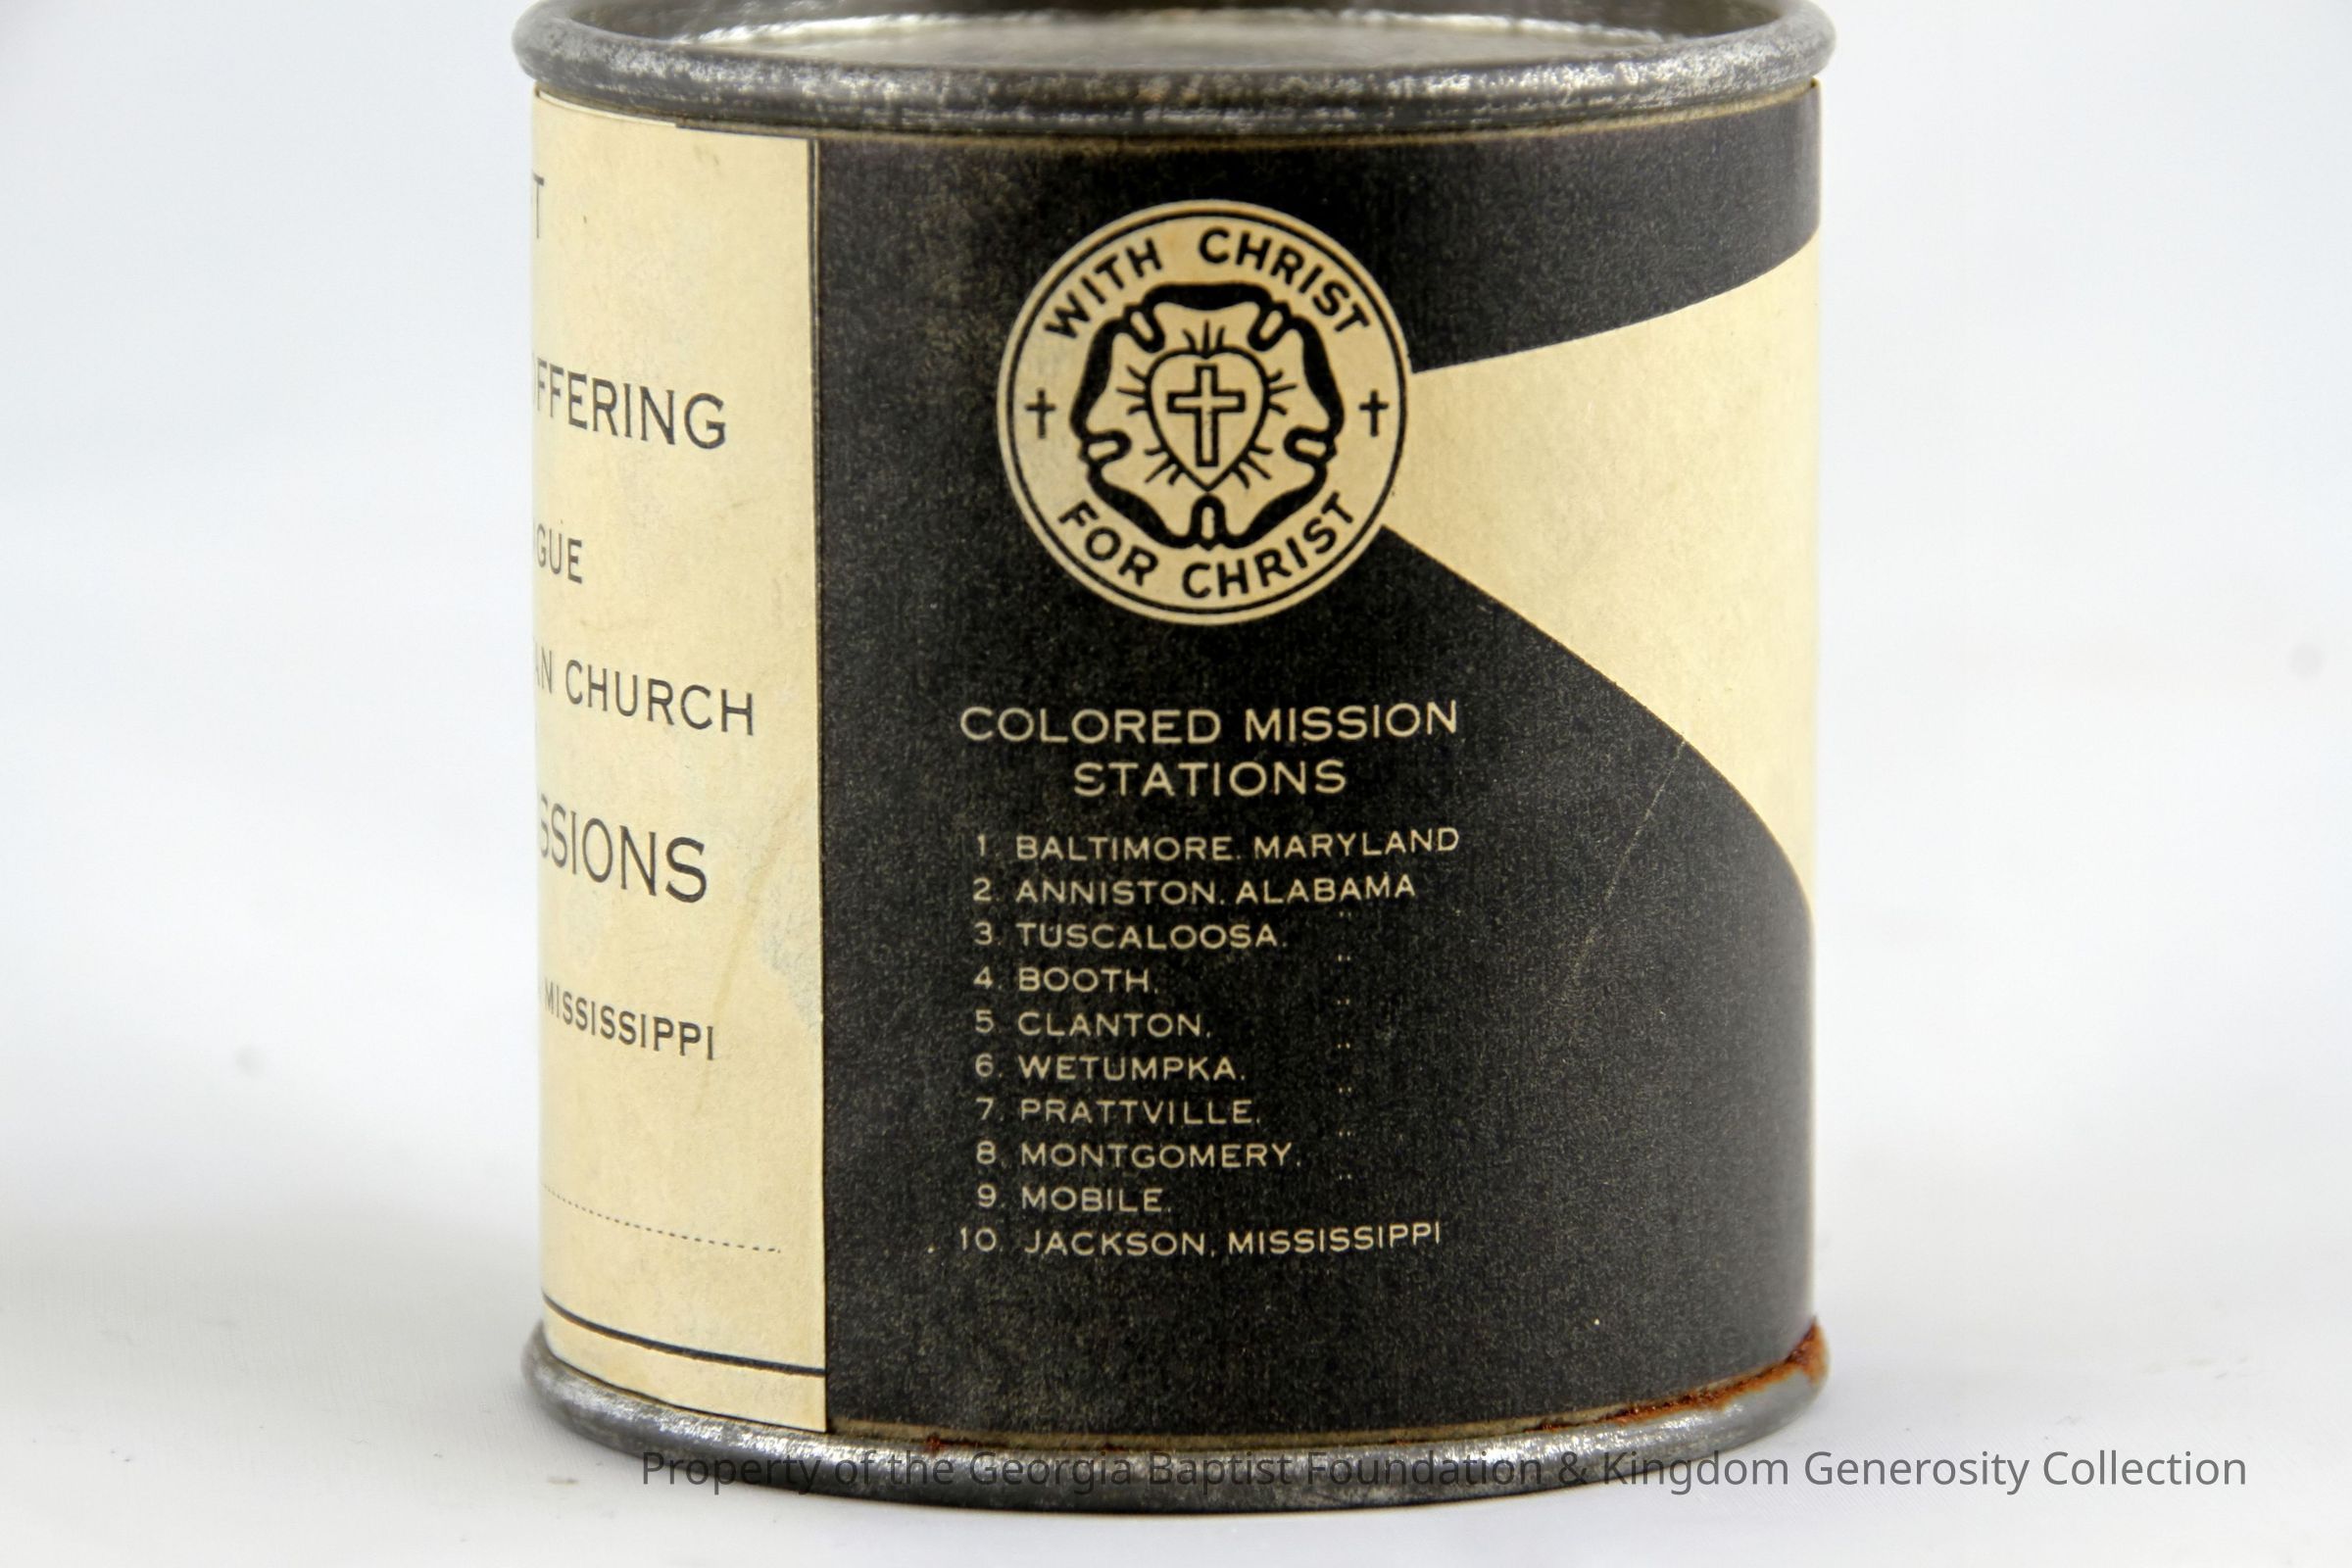 OFFERING
CHURCH
MISSISSIPPI
WITH CHRIST
FOR CHRIST
COLORED MISSION
STATIONS
1. BALTIMORE. MARYLAND
2. ANNISTON. ALABAMA
3. TUSCALOOSA. "
4. BOOTH. "
5. CLANTON. "
6. WETUMPKA. "
7. PRATTVILLE. "
8. MONTGOMERY. "
9. MOBILE. "
10. JACKSON, MISSISSIPPI
Property of the Georgia Baptist Foundation & Kingdom Generosity Collection